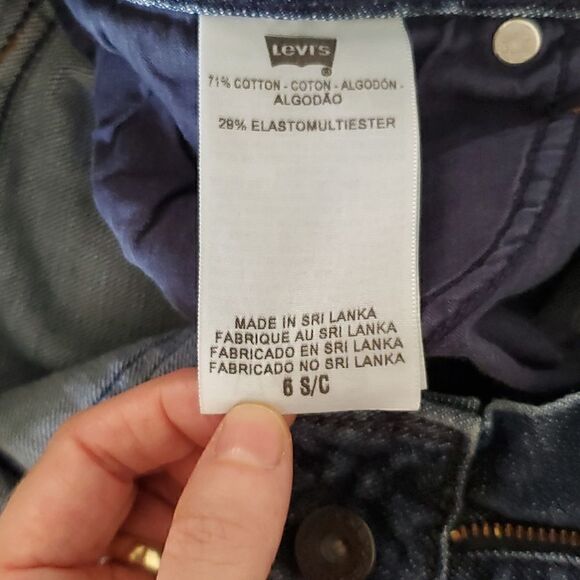 Levi's
®
71% COTTON - COTON - ALGODÓN -
ALGODÃO
29% ELASTOMULTIESTER
MADE IN SRI LANKA
FABRIQUE AU SRI LANKA
FABRICADO EN SRI LANKA
FABRICADO NO SRI LANKA
6 S/C